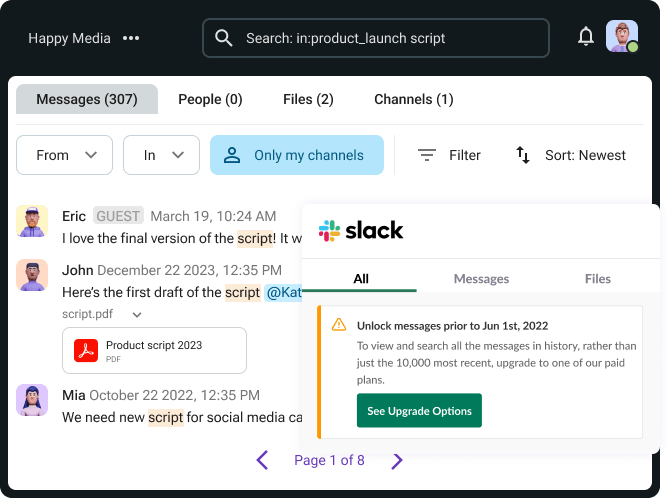 Happy Media
Search: in:product_launch script
Messages (307)
People (0)
Files (2)
Channels (1)
From
In
Only my channels
Filter
Sort: Newest
Eric GUEST March 19, 10:24 AM
I love the final version of the script! It w
John December 22 2023, 12:35 PM
Here's the first draft of the script @Kat
script.pdf
Product script 2023
PDF
Mia October 22 2022, 12:35 PM
We need new script for social media ca
Page 1 of 8
slack
All
Messages
Files
Unlock messages prior to Jun 1st, 2022
To view and search all the messages in history, rather than
just the 10,000 most recent, upgrade to one of our paid
plans.
See Upgrade Options